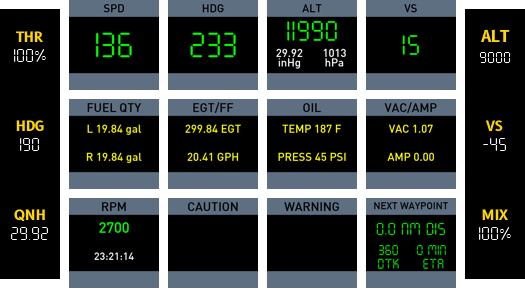 THR
100%
HDG
190
QNH
29.92
SPD
136
HDG
233
ALT
11990
29.92 1013
inHg hPa
VS
15
FUEL QTY
L 19.84 gal
R 19.84 gal
EGT/FF
299.84 EGT
20.41 GPH
OIL
TEMP 187 F
PRESS 45 PSI
VAC/AMP
VAC 1.07
AMP 0.00
RPM
2700
23:21:14
CAUTION
WARNING
NEXT WAYPOINT
0.0 NM DIS
360 0 MIN
DTK ETA
ALT
9000
VS
-45
MIX
100%